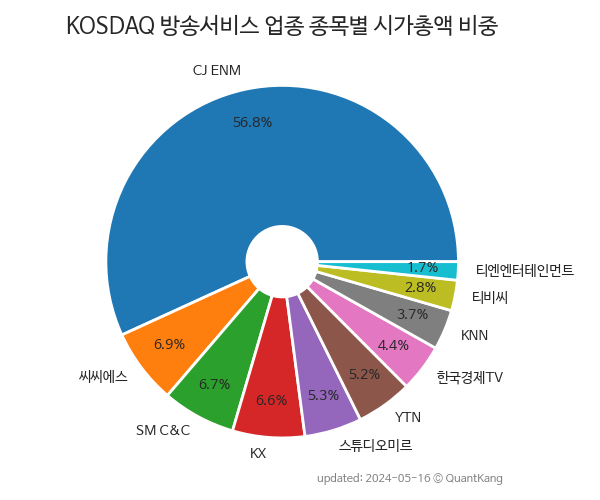 KOSDAQ 방송서비스 업종 종목별 시가총액 비중
CJ ENM
56.8%
1.7%
티엔엔터테인먼트
2.8%
티비씨
3.7%
KNN
4.4%
한국경제TV
5.2%
YTN
5.3%
스튜디오미르
6.6%
KX
6.7%
SM C&C
6.9%
씨씨에스
updated: 2024-05-16 © QuantKang